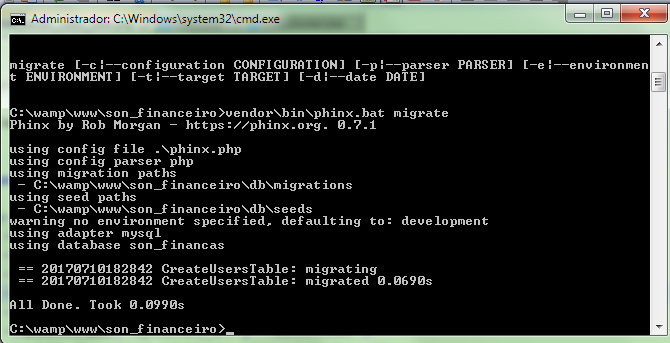 Administrador: C:\Windows\system32\cmd.exe
migrate [-c|--configuration CONFIGURATION] [-p|--parser PARSER] [-e|--environmen
t ENVIRONMENT] [-t|--target TARGET] [-d|--date DATE]
C:\wamp\www\son_financeiro>vendor\bin\phinx.bat migrate
Phinx by Rob Morgan - https://phinx.org. 0.7.1
using config file .\phinx.php
using config parser php
using migration paths
 - C:\wamp\www\son_financeiro\db\migrations
using seed paths
 - C:\wamp\www\son_financeiro\db\seeds
warning no environment specified, defaulting to: development
using adapter mysql
using database son_financas
 == 20170710182842 CreateUsersTable: migrating
 == 20170710182842 CreateUsersTable: migrated 0.0690s
All Done. Took 0.0990s
C:\wamp\www\son_financeiro>_